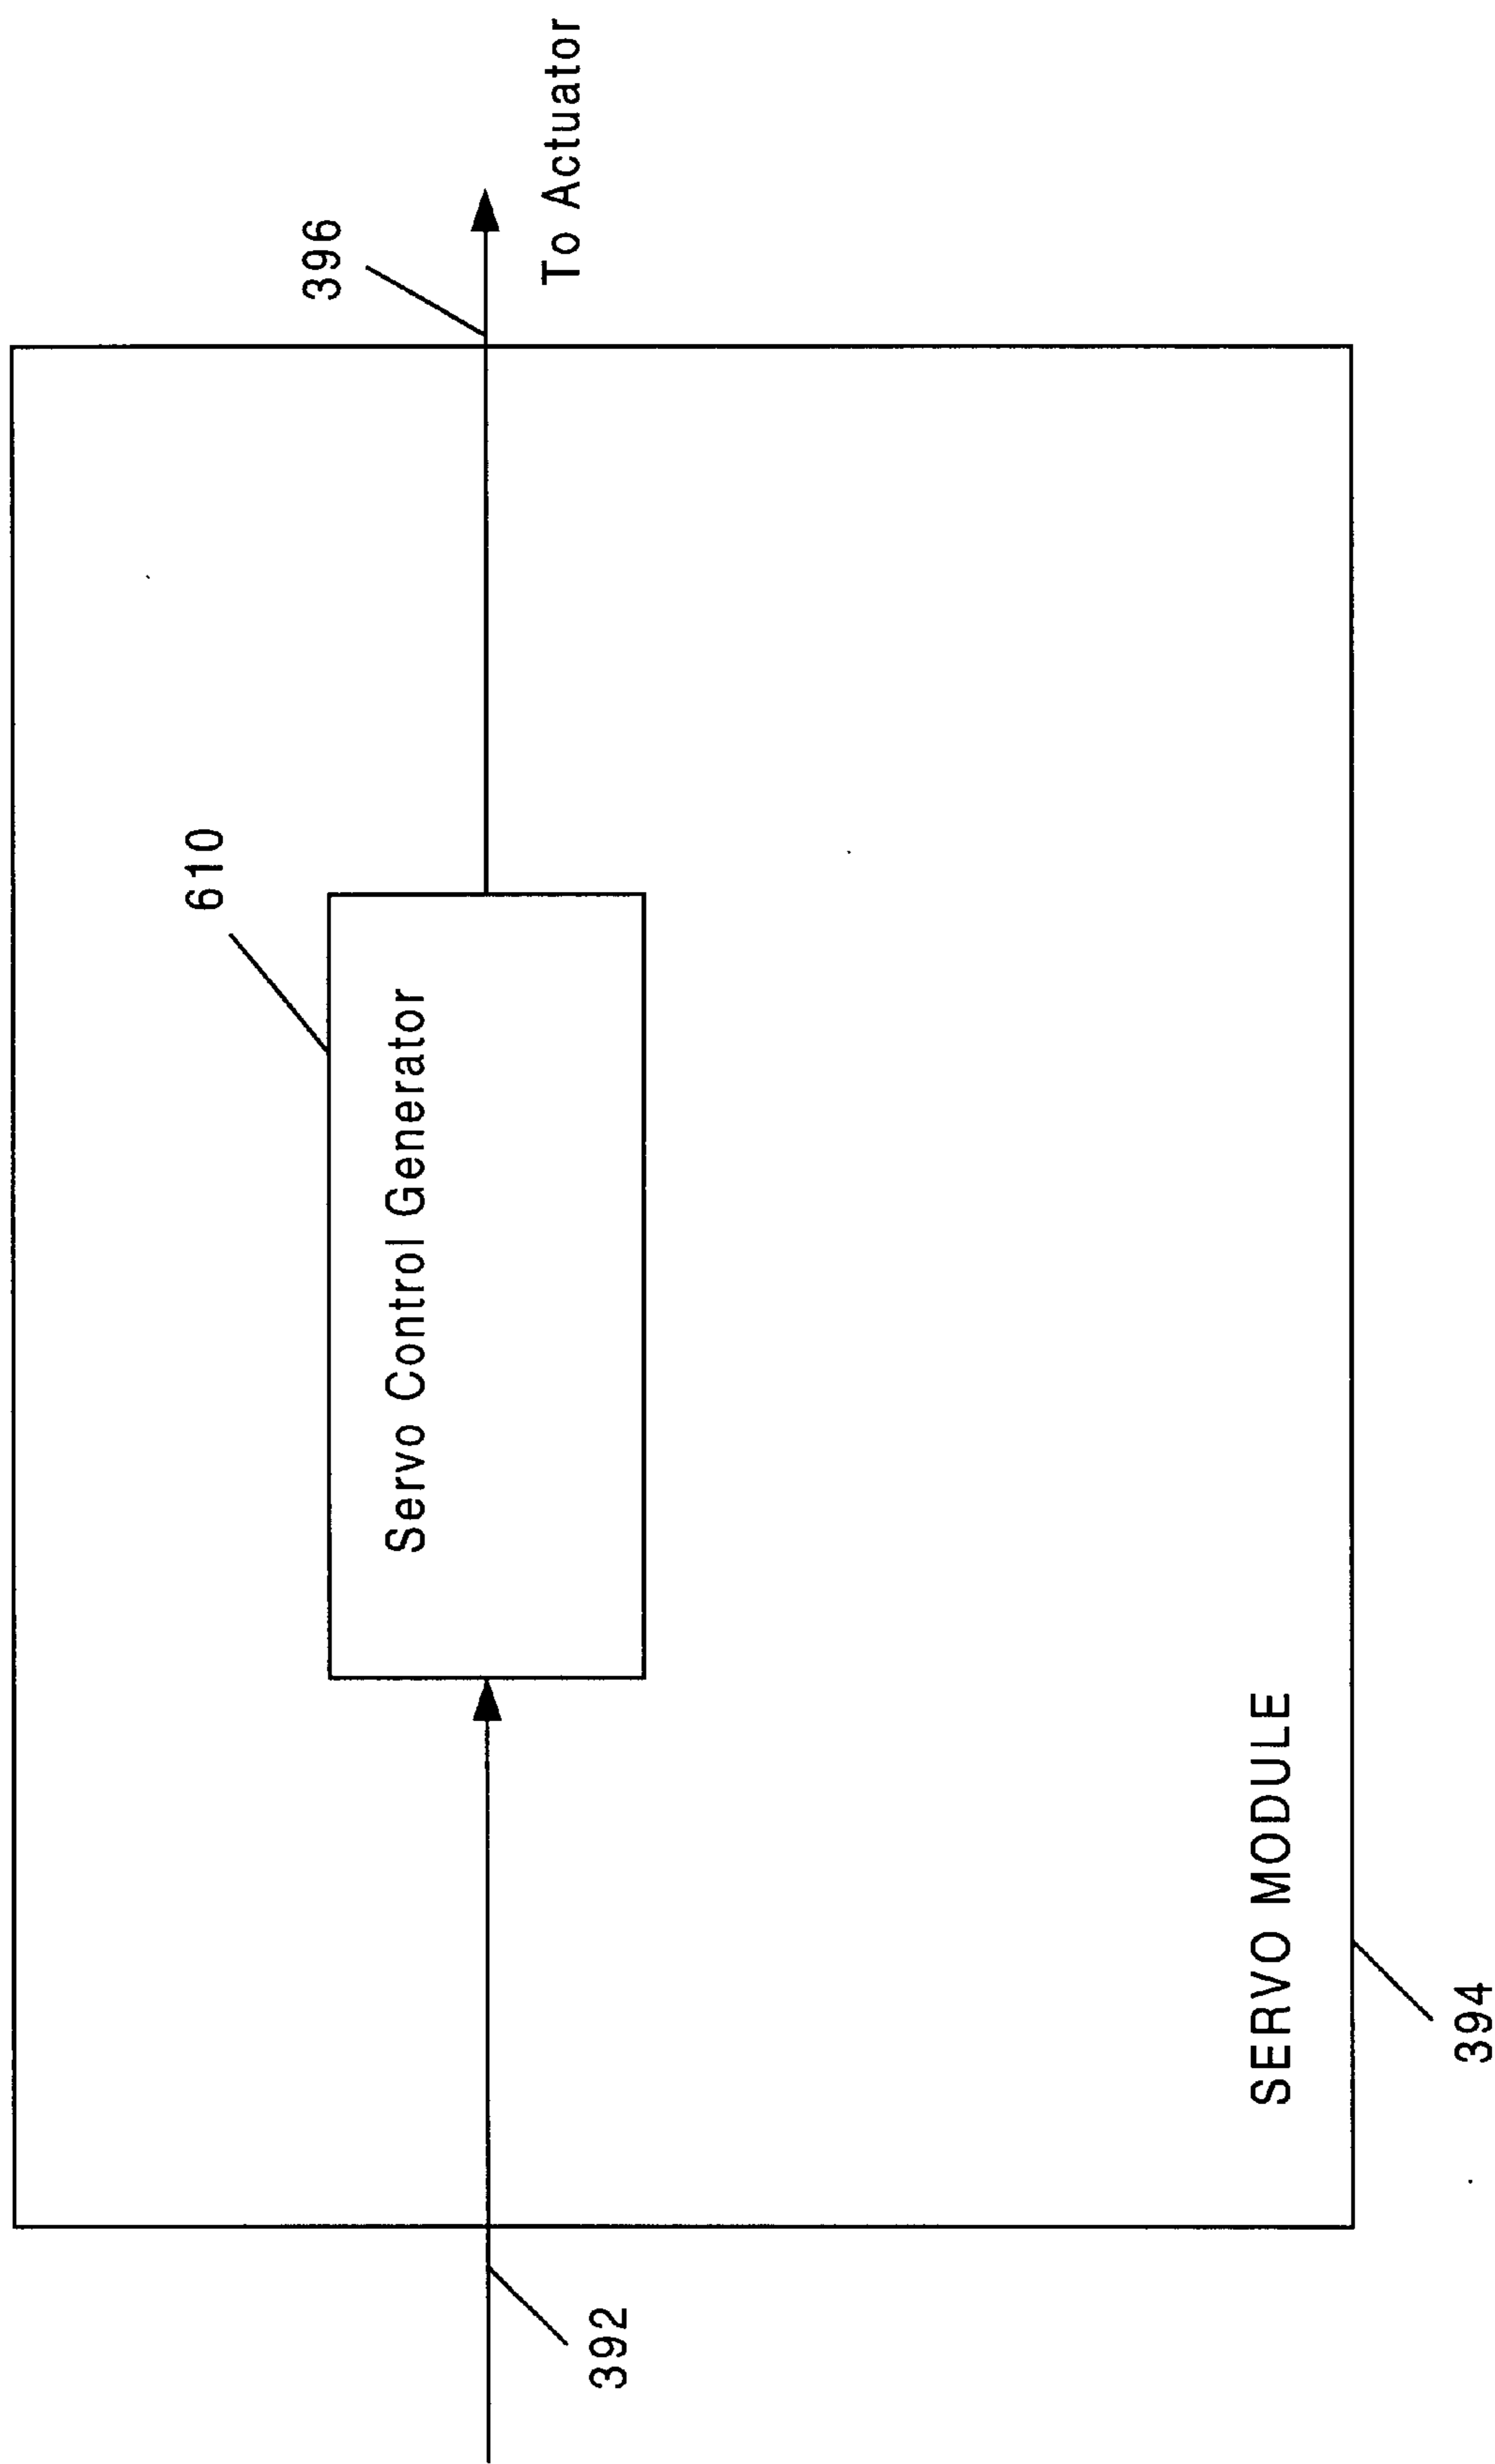 610
396
Servo Control Generator
To Actuator
392
SERVO MODULE
394